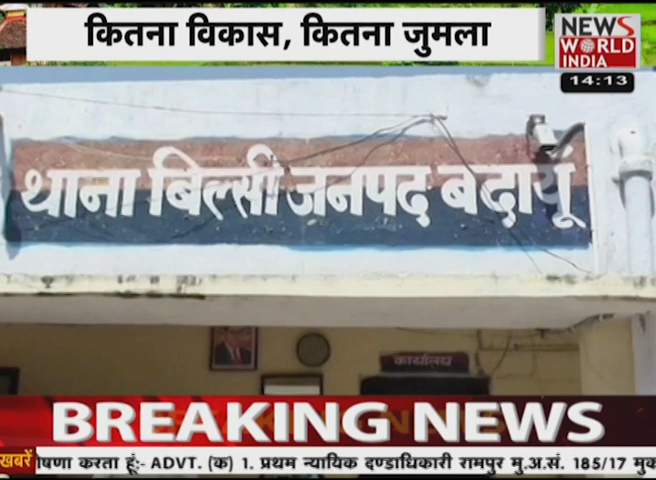 कितना विकास, कितना जुमला
NEWS
WORLD
INDIA
14:13
थाना बिल्सी जनपद बदायूं
कार्यालय
BREAKING NEWS
खबरें षणा करता हूं:- ADVT. (क) 1. प्रथम न्यायिक दण्डाधिकारी रामपुर मु.अ.सं. 185/17 मुक